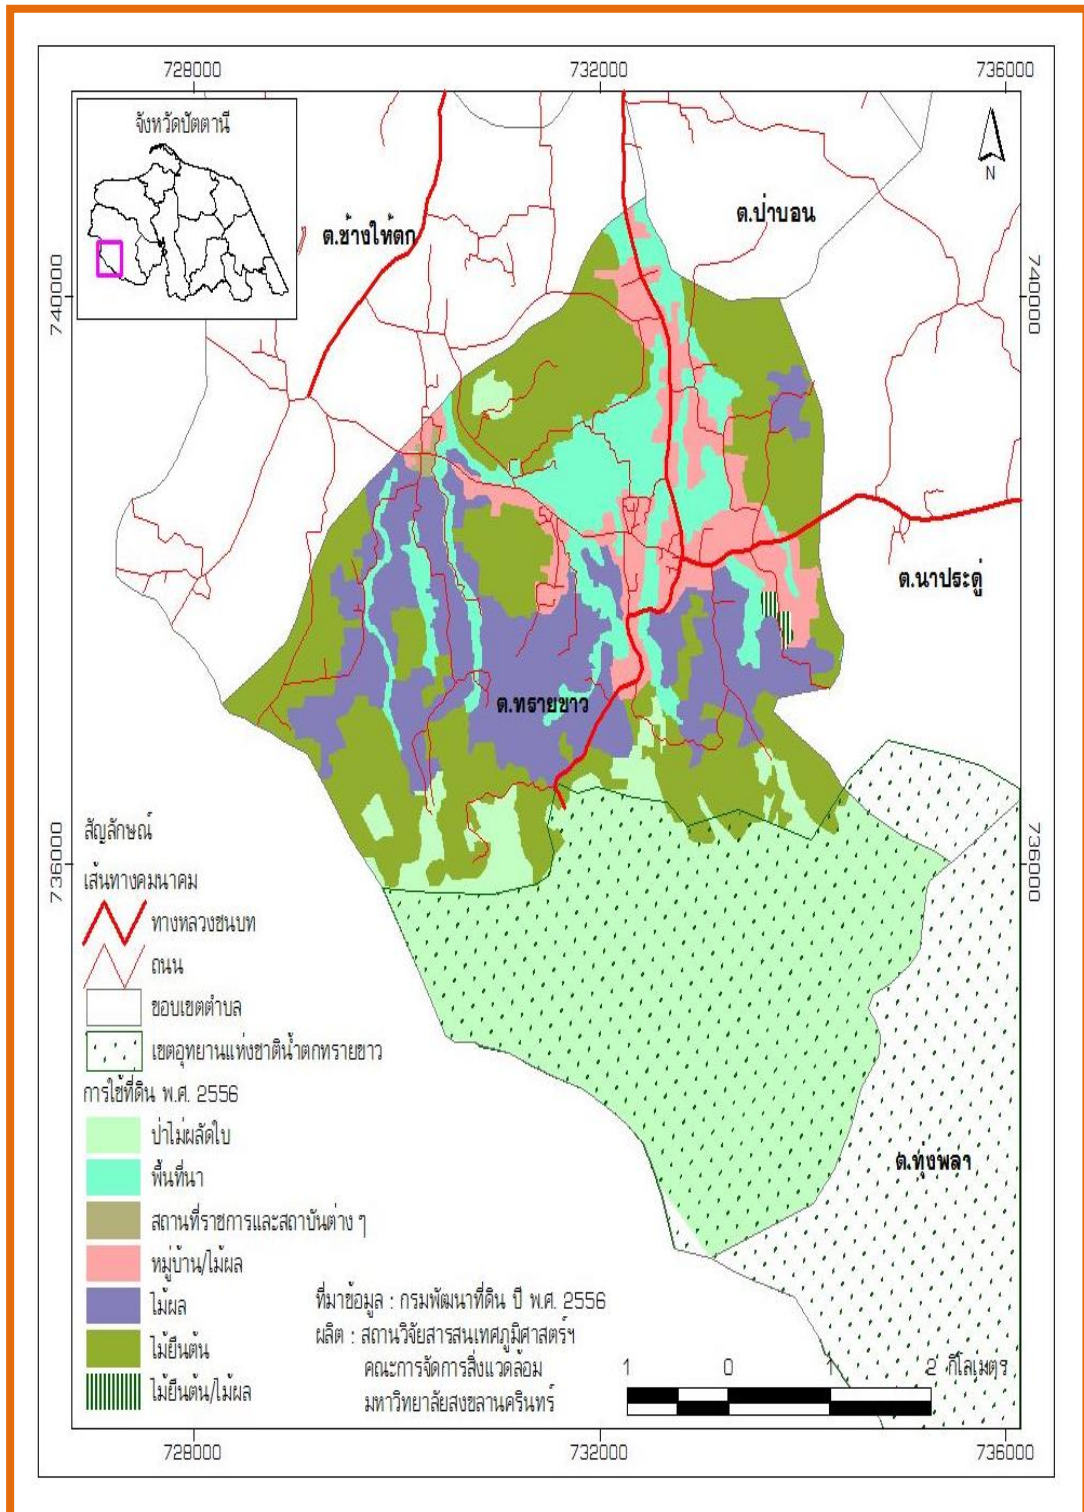 728000
732000
736000
จังหวัดปัตตานี
N
ต.ช้างให้ตก
ต.ป่าบอน
740000
740000
ต.นาประดู่
ต.ทรายขาว
สัญลักษณ์
736000
736000
เส้นทางคมนาคม
ทางหลวงชนบท
ถนน
ขอบเขตตำบล
เขตอุทยานแห่งชาติน้ำตกทรายขาว
การใช้ที่ดิน พ.ศ. 2556
ป่าไม่ผลัดใบ
พื้นที่นา
ต.ทุ่งพลา
สถานที่ราชการและสถาบันต่าง ๆ
หมู่บ้าน/ไม้ผล
ไม้ผล
ไม้ยืนต้น
ไม้ยืนต้น/ไม้ผล
ที่มาข้อมูล : กรมพัฒนาที่ดิน ปี พ.ศ. 2556
ผลิต : สถานวิจัยสารสนเทศภูมิศาสตร์ฯ
คณะการจัดการสิ่งแวดล้อม
มหาวิทยาลัยสงขลานครินทร์
1 0 1 2 กิโลเมตร
728000
732000
736000